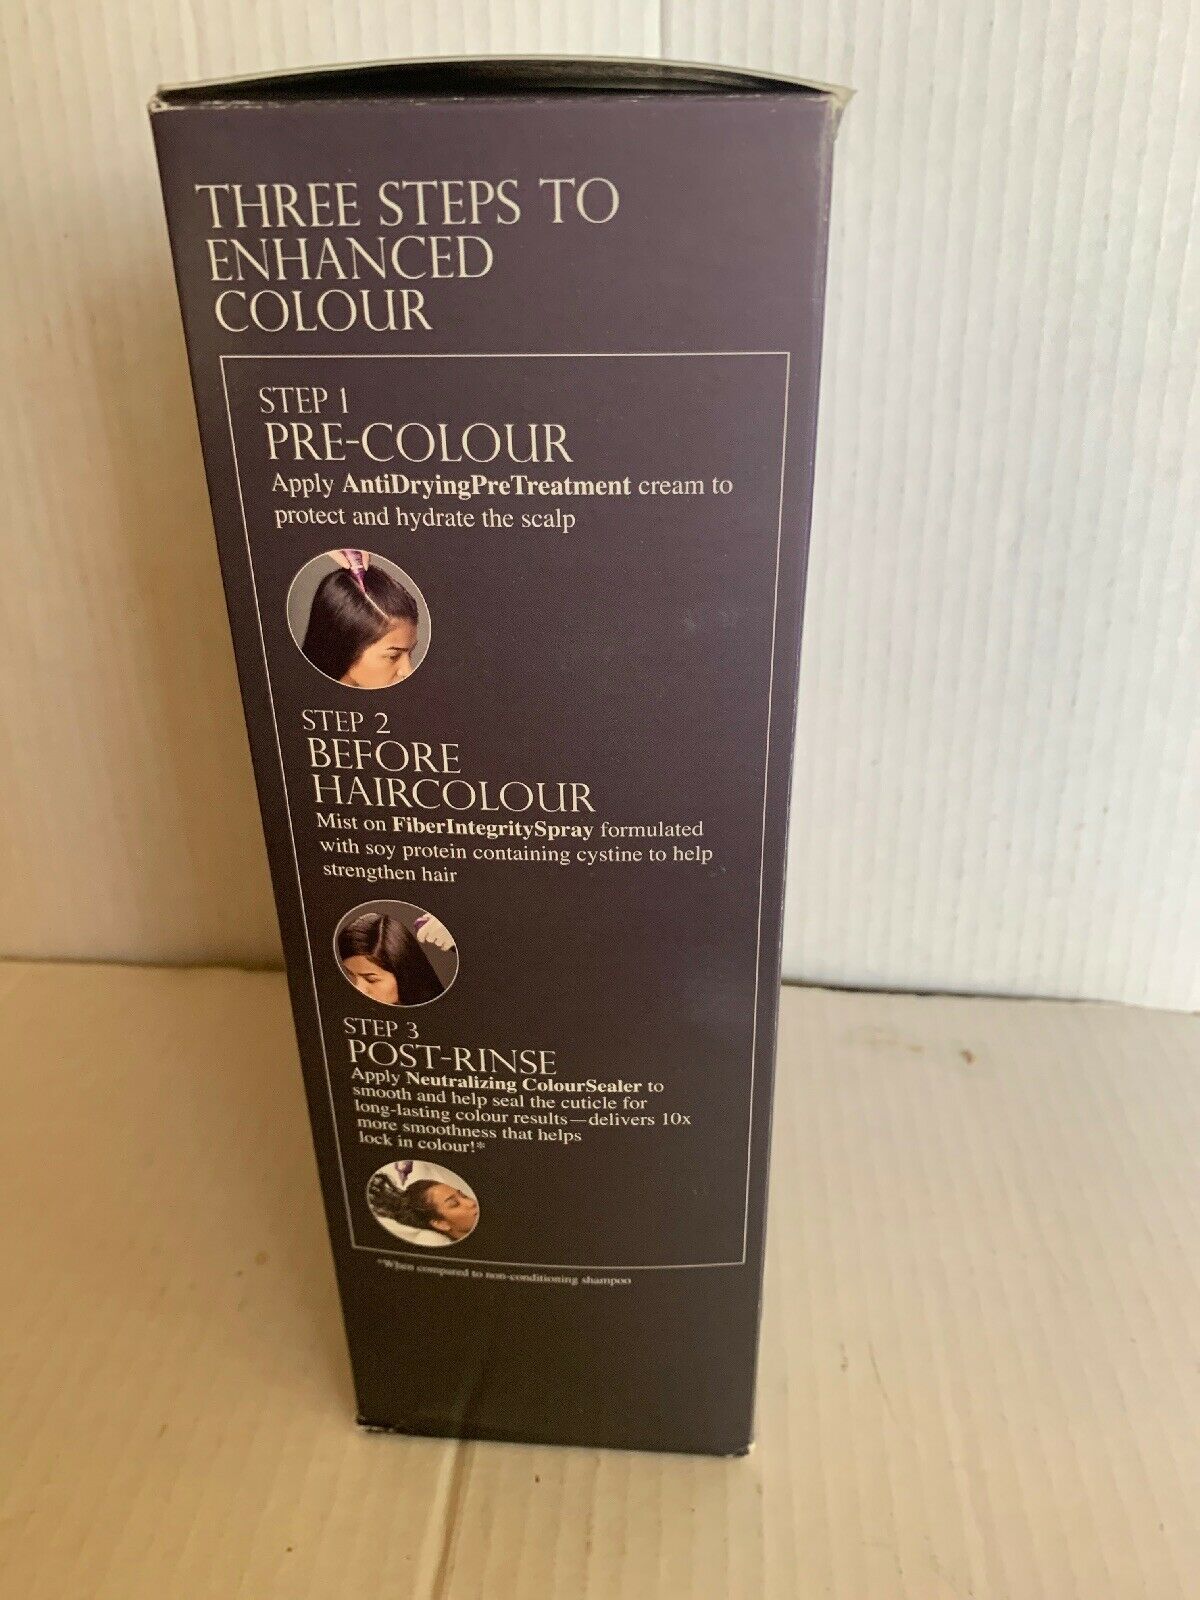 THREE STEPS TO
ENHANCED
COLOUR
STEP 1
PRE-COLOUR
Apply AntiDryingPreTreatment cream to
protect and hydrate the scalp
STEP 2
BEFORE
HAIRCOLOUR
Mist on FiberIntegritySpray formulated
with soy protein containing cystine to help
strengthen hair
STEP 3
POST-RINSE
Apply Neutralizing ColourSealer to
smooth and help seal the cuticle for
long-lasting colour results—delivers 10x
more smoothness that helps
lock in colour!*
*When compared to non-conditioning shampoo